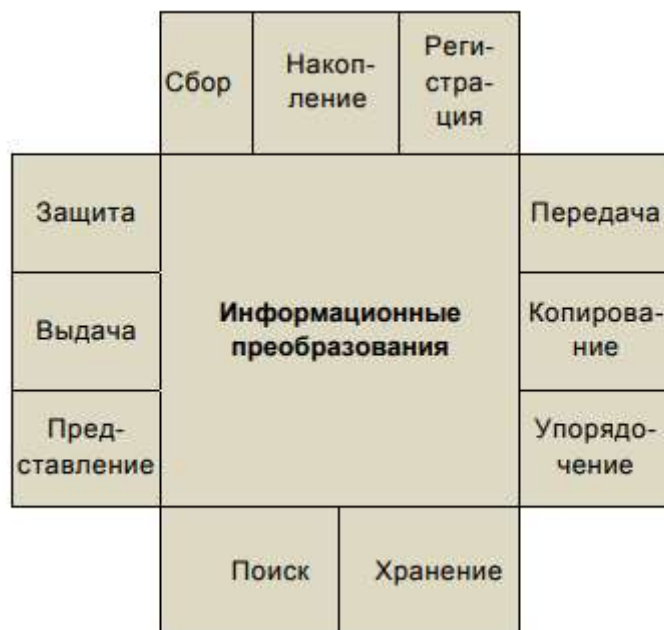 Сбор
Накоп-
ление
Реги-
стра-
ция
Защита
Передача
Выдача
Информационные
преобразования
Копирова-
ние
Пред-
ставление
Упорядо-
чение
Поиск
Хранение